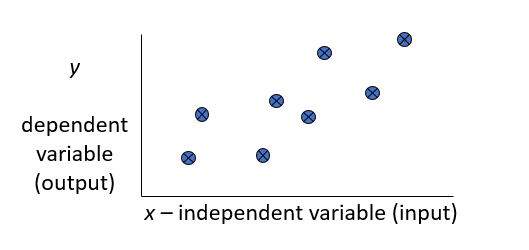 y
dependent
variable
(output)
x – independent variable (input)